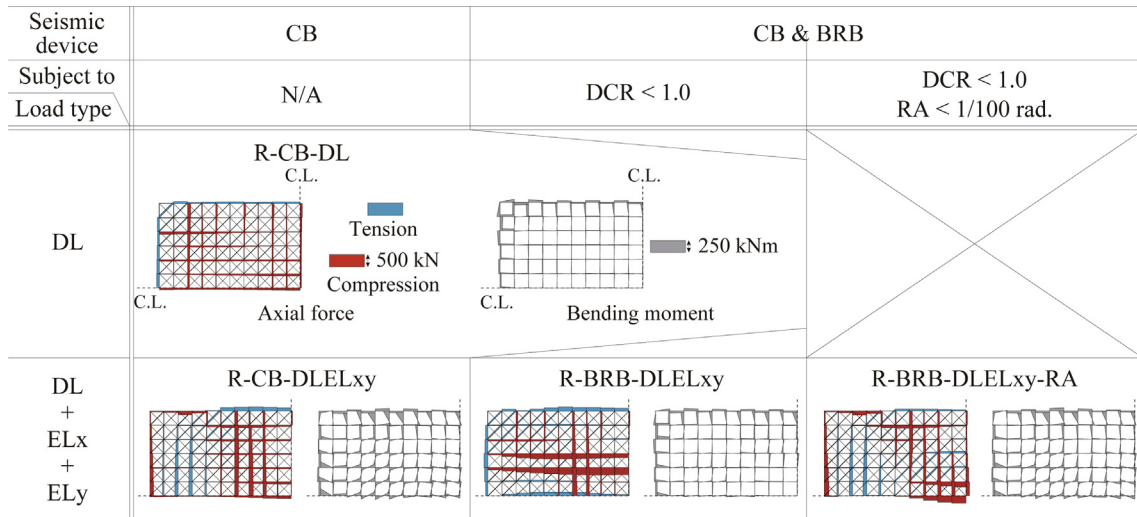 Seismic
device
CB
CB & BRB
Subject to
Load type
N/A
DCR < 1.0
DCR < 1.0
RA < 1/100 rad.
DL
R-CB-DL
C.L.
Tension
500 kN
Compression
C.L.
Axial force
C.L.
250 kNm
C.L.
Bending moment
DL
+
ELx
+
ELy
R-CB-DLELxy
R-BRB-DLELxy
R-BRB-DLELxy-RA